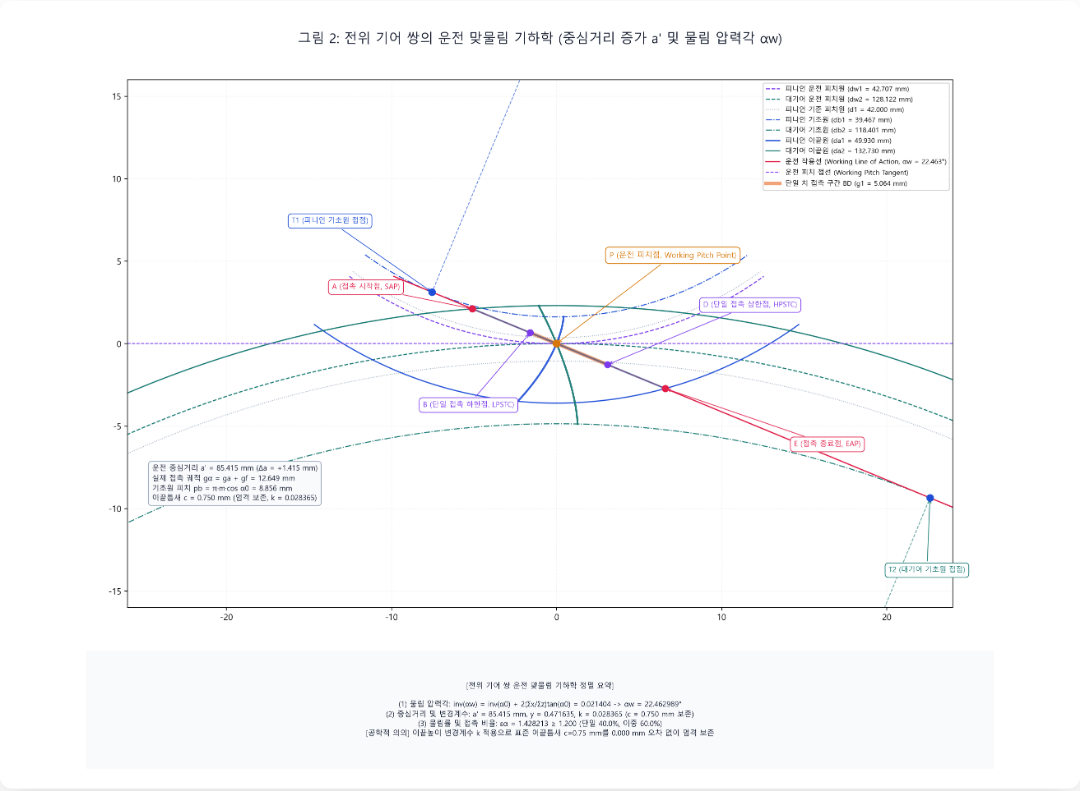 그림 2: 전위 기어 쌍의 운전 맞물림 기하학 (중심거리 증가 a' 및 물림 압력각 αw)
피니언 운전 피치원 (dw1 = 42.707 mm)
대기어 운전 피치원 (dw2 = 128.122 mm)
피니언 기준 피치원 (d1 = 42.000 mm)
피니언 기초원 (db1 = 39.467 mm)
대기어 기초원 (db2 = 118.401 mm)
피니언 이끝원 (da1 = 49.930 mm)
대기어 이끝원 (da2 = 132.730 mm)
운전 작용선 (Working Line of Action, αw = 22.463°)
운전 피치 접선 (Working Pitch Tangent)
단일 치 접촉 구간 BD (g1 = 5.064 mm)
T1 (피니언 기초원 접점)
P (운전 피치점, Working Pitch Point)
A (접촉 시작점, SAP)
D (단일 접촉 상한점, HPSTC)
B (단일 접촉 하한점, LPSTC)
E (접촉 종료점, EAP)
T2 (대기어 기초원 접점)
운전 중심거리 a' = 85.415 mm (Δa = +1.415 mm)
실제 접촉 궤적 gα = ga + gf = 12.649 mm
기초원 피치 pb = π·m·cos α0 = 8.856 mm
이끝틈새 c = 0.750 mm (엄격 보존, k = 0.028365)
15
10
5
0
-5
-10
-15
-20
-10
0
10
20
[전위 기어 쌍 운전 맞물림 기하학 정밀 요약]
(1) 물림 압력각: inv(αw) = inv(α0) + 2(Σx/Σz)tan(α0) = 0.021404 -> αw = 22.462989°
(2) 중심거리 및 변경계수: a' = 85.415 mm, y = 0.471635, k = 0.028365 (c = 0.750 mm 보존)
(3) 물림률 및 접촉 비율: εα = 1.428213 ≥ 1.200 (단일 40.0%, 이중 60.0%)
[공학적 의의] 이끝높이 변경계수 k 적용으로 표준 이끝틈새 c=0.75 mm를 0.000 mm 오차 없이 엄격 보존